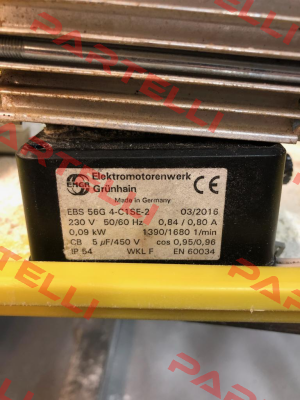 PARTELLI
EMGR
Elektromotorenwerk
Grünhain
CE
Made in Germany
EBS 56G 4-C1SE-2 03/2016
230 V 50/60 Hz 0,84 / 0,80 A
0,09 kW 1390/1680 1/min
CB 5 µF/450 V cos 0,95/0,96
IP 54 WKL F EN 60034
PARTELLI